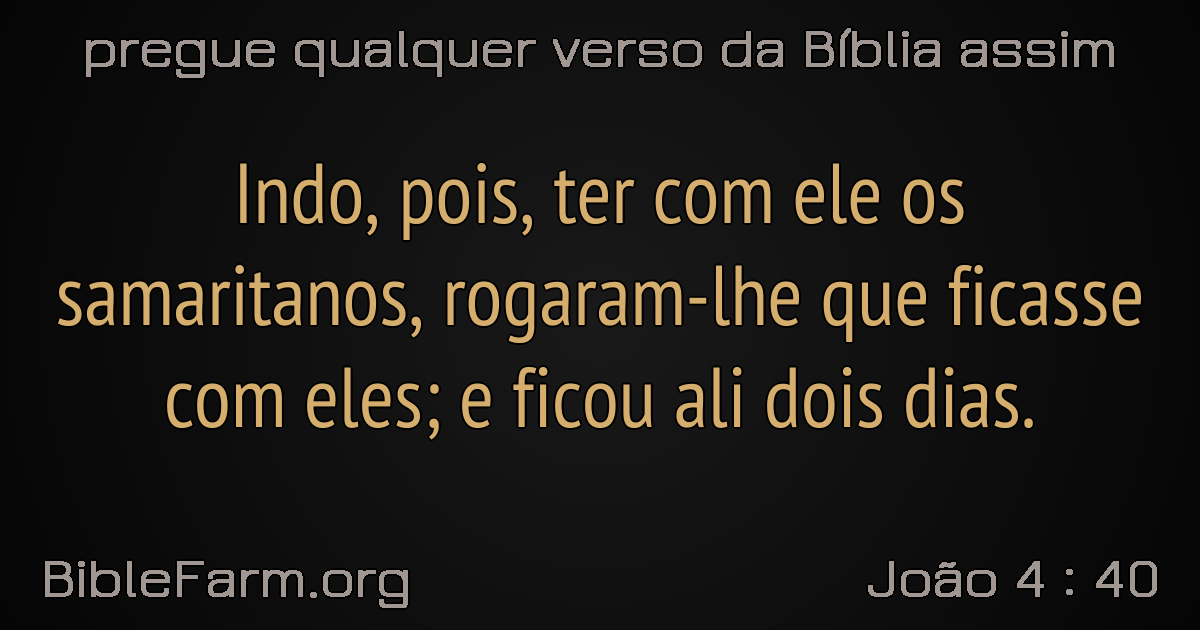 pregue qualquer verso da Bíblia assim
Indo, pois, ter com ele os
samaritanos, rogaram-lhe que ficasse
com eles; e ficou ali dois dias.
BibleFarm.org
João 4 : 40